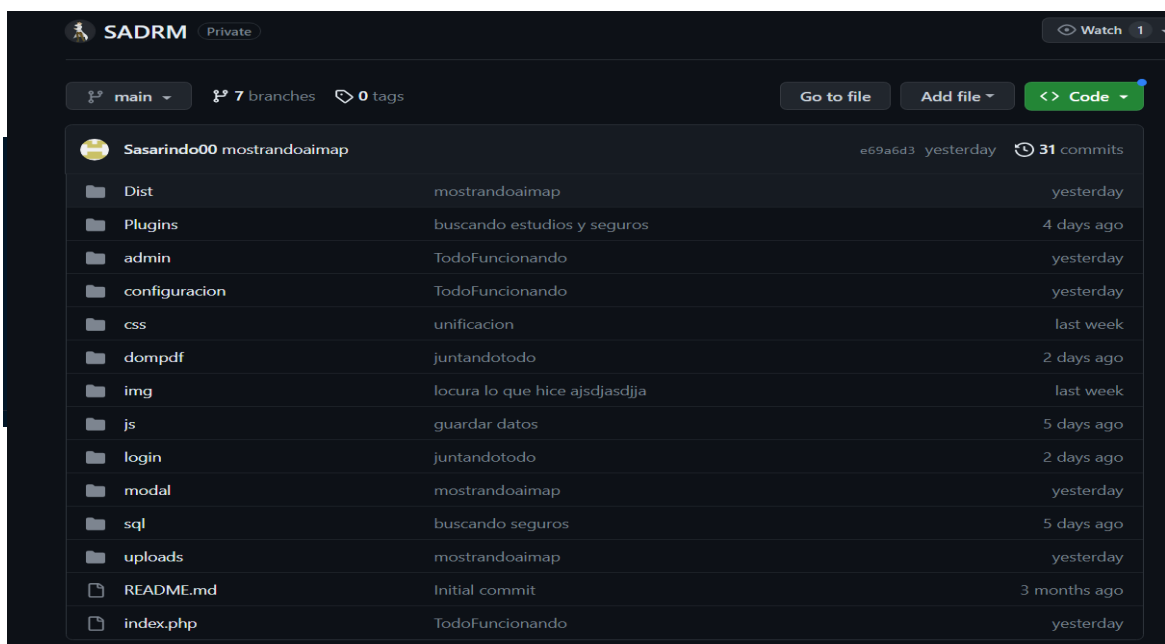 SADRM Private Watch 1
main 7 branches 0 tags Go to file Add file <> Code
Sasarindo00 mostrandoaimap e69a6d3 yesterday 31 commits
Dist mostrandoaimap yesterday
Plugins buscando estudios y seguros 4 days ago
admin TodoFuncionando yesterday
configuracion TodoFuncionando yesterday
css unificacion last week
dompdf juntandotodo 2 days ago
img locura lo que hice ajsdjasdjja last week
js guardar datos 5 days ago
login juntandotodo 2 days ago
modal mostrandoaimap yesterday
sql buscando seguros 5 days ago
uploads mostrandoaimap yesterday
README.md Initial commit 3 months ago
index.php TodoFuncionando yesterday